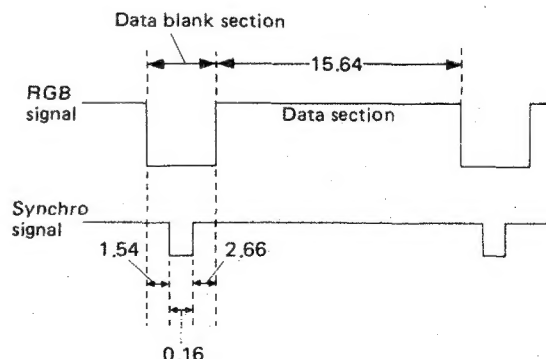 Data blank section
15.64
RGB
signal
Data section
Synchro
signal
1.54
2.66
0.16